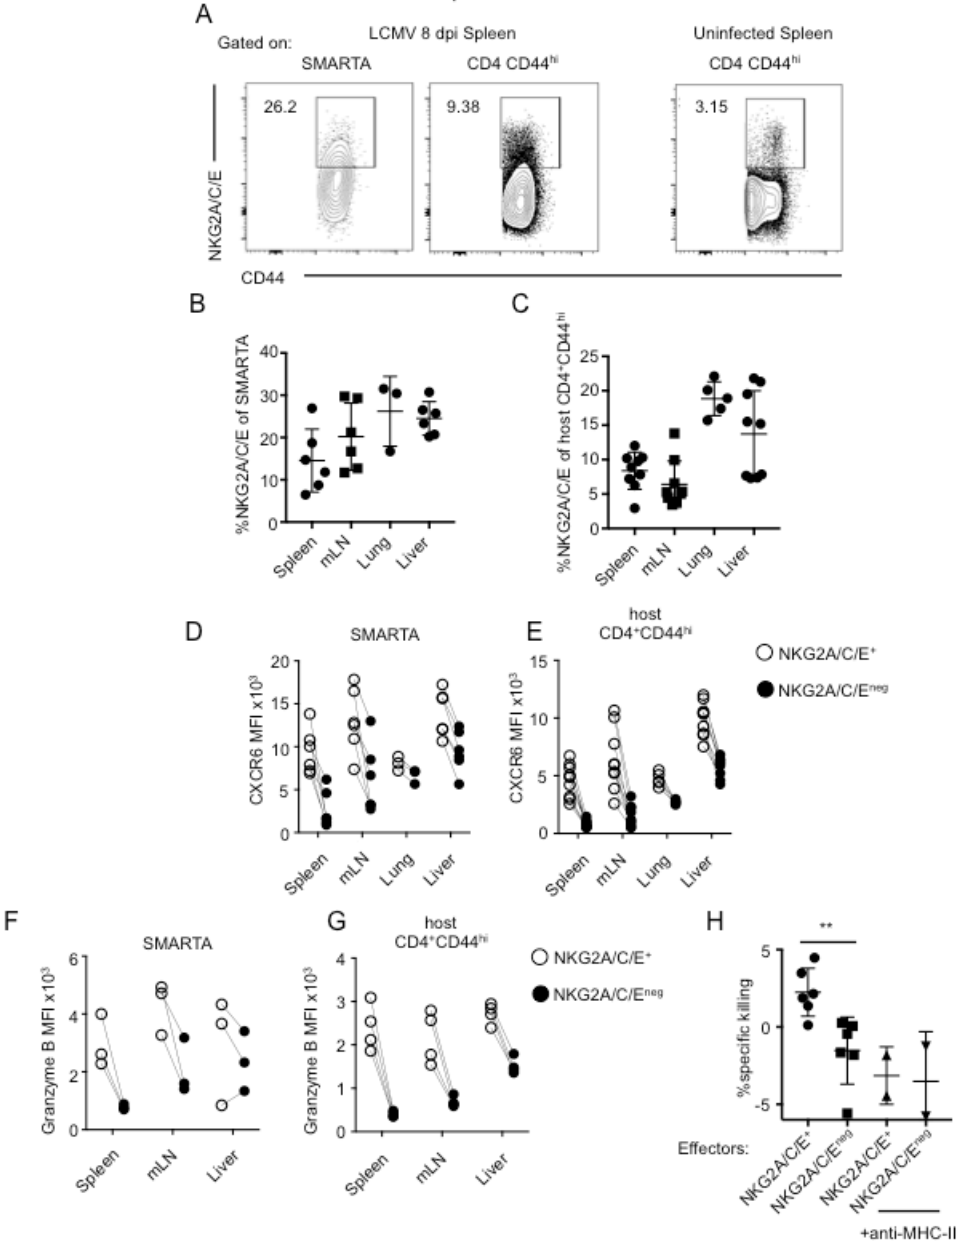 A
Gated on:
LCMV 8 dpi Spleen
Uninfected Spleen
SMARTA
CD4 CD44hi
CD4 CD44hi
26.2
9.38
3.15
NKG2A/C/E
CD44
B
%NKG2A/C/E of SMARTA
40
30
20
10
0
Spleen
mLN
Lung
Liver
C
%NKG2A/C/E of host CD4+CD44hi
25
20
15
10
5
0
Spleen
mLN
Lung
Liver
D
SMARTA
CXCR6 MFI x10³
20
15
10
5
0
Spleen
mLN
Lung
Liver
E
host
CD4+CD44hi
CXCR6 MFI x10³
15
10
5
0
Spleen
mLN
Lung
Liver
NKG2A/C/E+
NKG2A/C/Eneg
F
SMARTA
Granzyme B MFI x10³
6
4
2
0
Spleen
mLN
Liver
G
host
CD4+CD44hi
Granzyme B MFI x10³
4
3
2
1
0
Spleen
mLN
Liver
NKG2A/C/E+
NKG2A/C/Eneg
H
**
%specific killing
5
0
-5
Effectors:
NKG2A/C/E+
NKG2A/C/Eneg
NKG2A/C/E+
NKG2A/C/Eneg
+anti-MHC-II